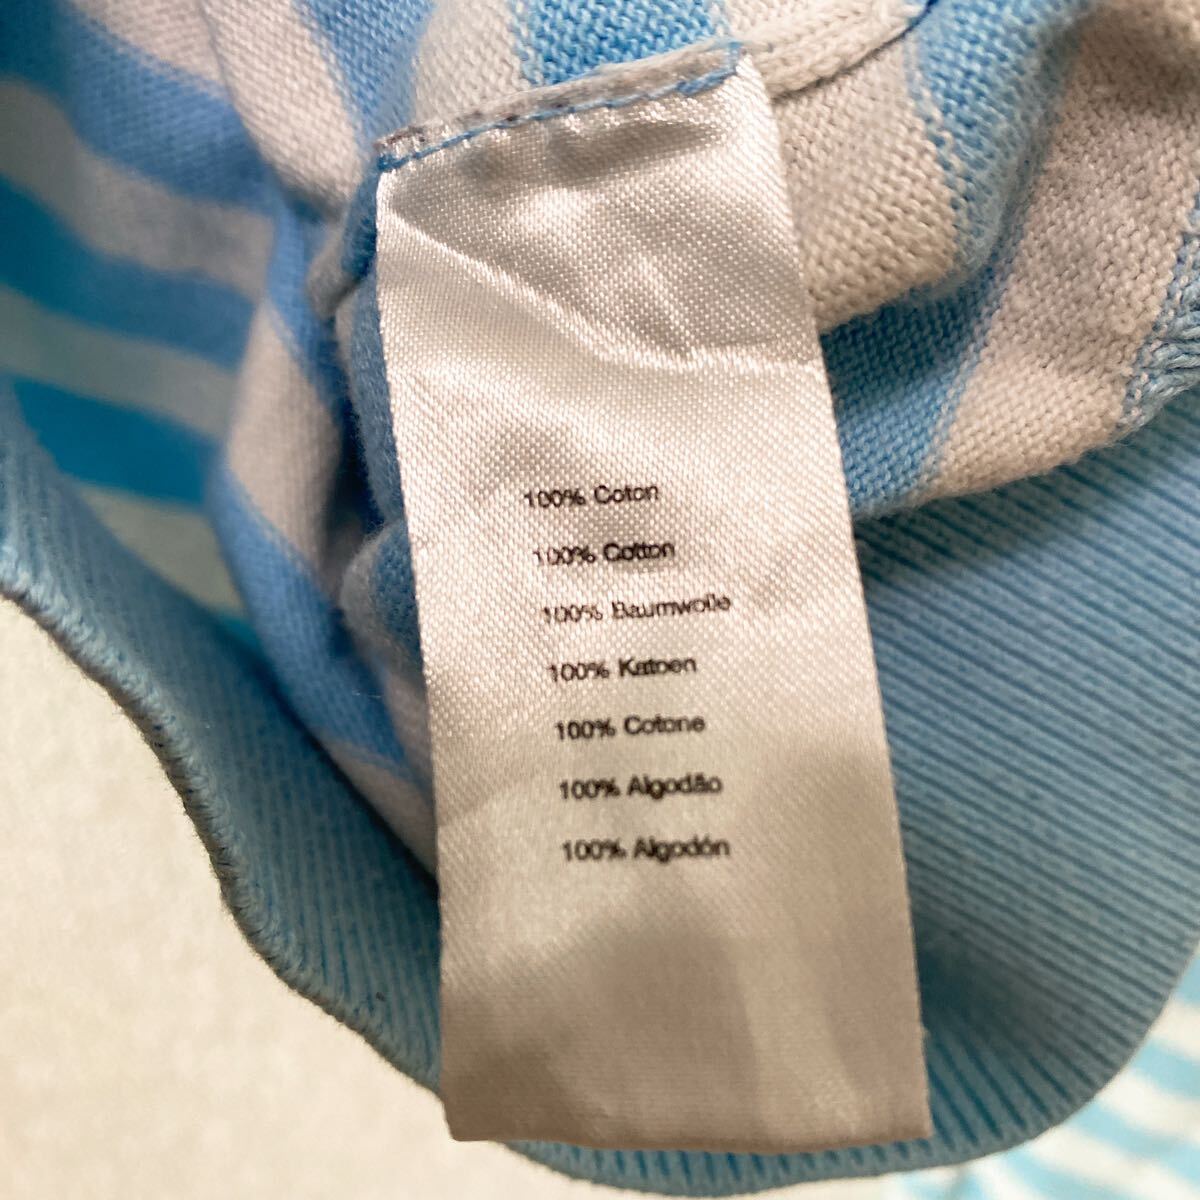 100% Coton
100% Cotton
100% Baumwolle
100% Katoen
100% Cotone
100% Algodão
100% Algodón